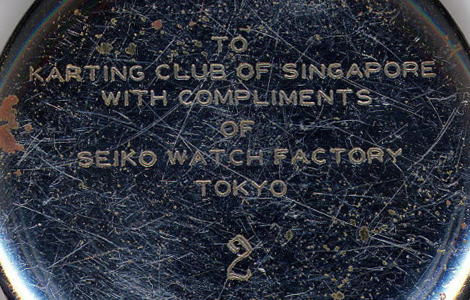 TO
KARTING CLUB OF SINGAPORE
WITH COMPLIMENTS
OF
SEIKO WATCH FACTORY
TOKYO
2